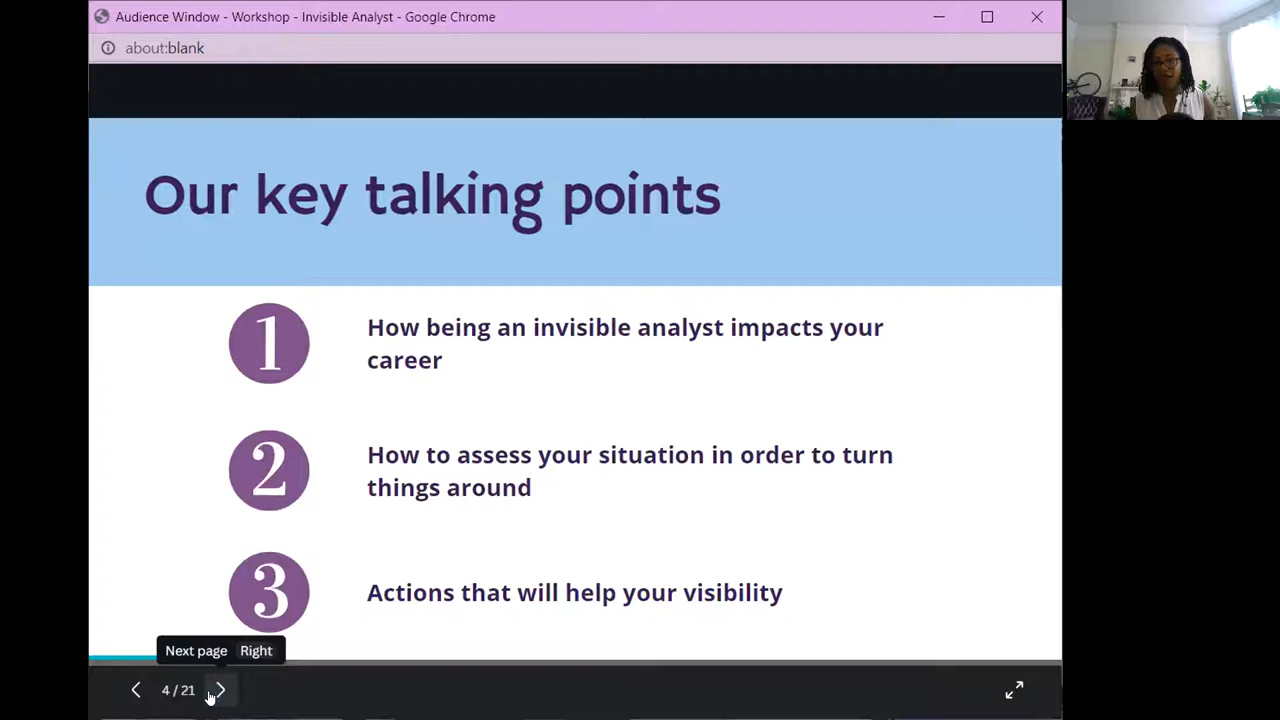 Audience Window - Workshop - Invisible Analyst - Google Chrome
about:blank
Our key talking points
1
How being an invisible analyst impacts your
career
2
How to assess your situation in order to turn
things around
3
Actions that will help your visibility
Next page Right
4 / 21